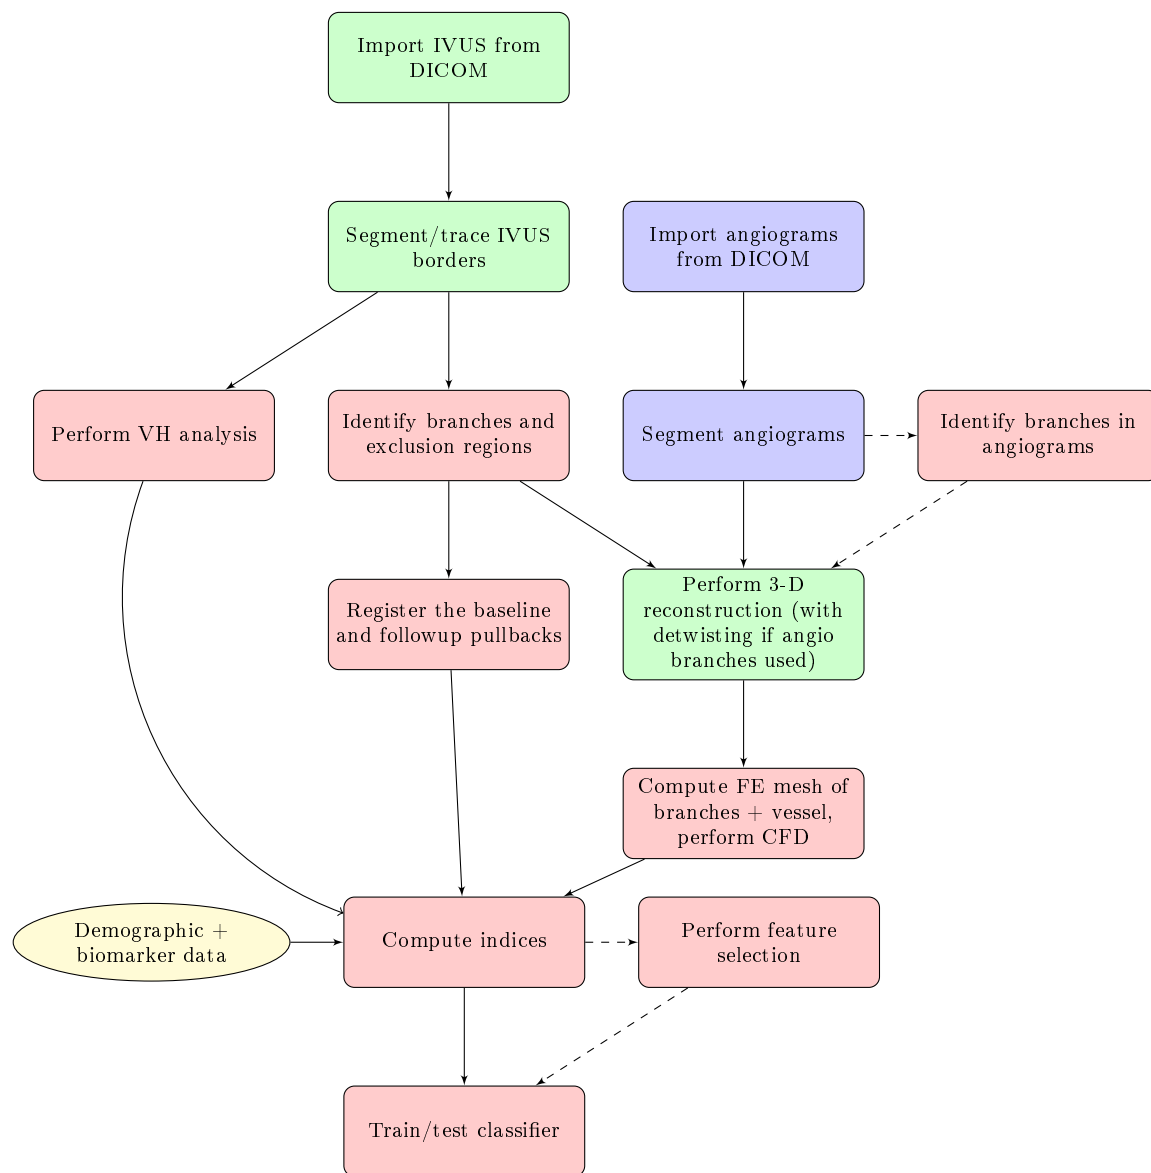 Import IVUS from
DICOM
Segment/trace IVUS
borders
Import angiograms
from DICOM
Perform VH analysis
Identify branches and
exclusion regions
Segment angiograms
Identify branches in
angiograms
Register the baseline
and followup pullbacks
Perform 3-D
reconstruction (with
detwisting if angio
branches used)
Compute FE mesh of
branches + vessel,
perform CFD
Demographic +
biomarker data
Compute indices
Perform feature
selection
Train/test classifier